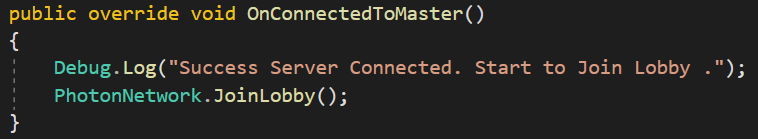 public override void OnConnectedToMaster()
{
    Debug.Log("Success Server Connected. Start to Join Lobby .");
    PhotonNetwork.JoinLobby();
}